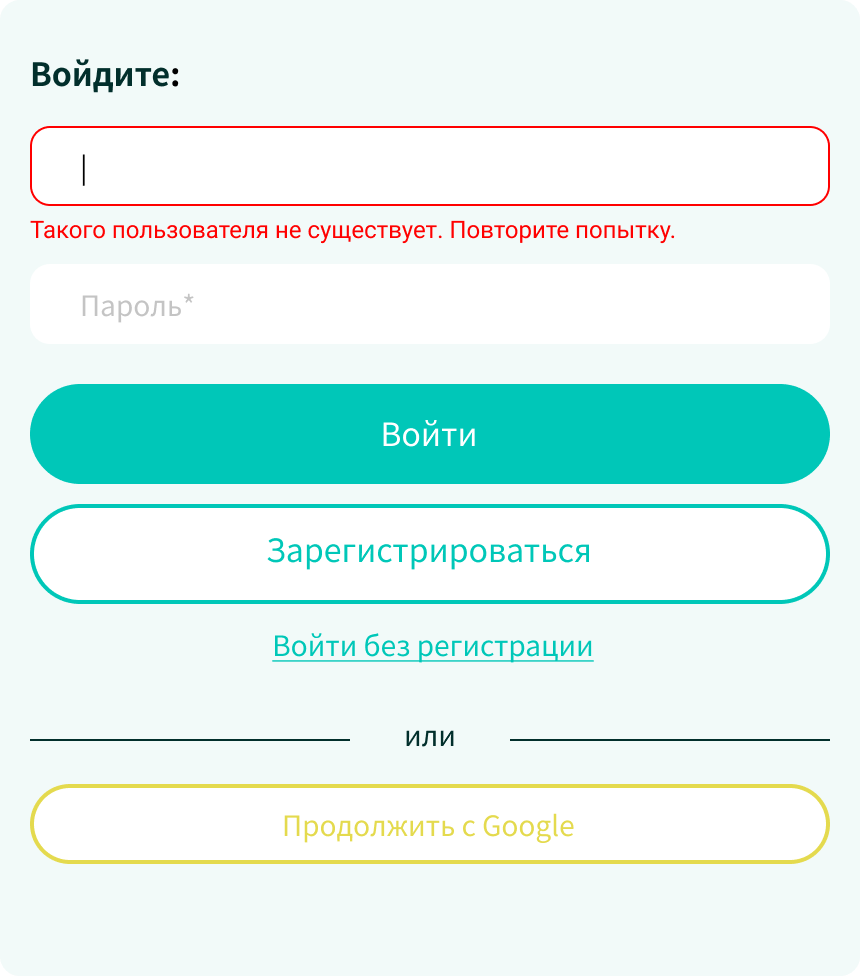 Войдите:
Такого пользователя не существует. Повторите попытку.
Пароль*
Войти
Зарегистрироваться
Войти без регистрации
или
Продолжить с Google